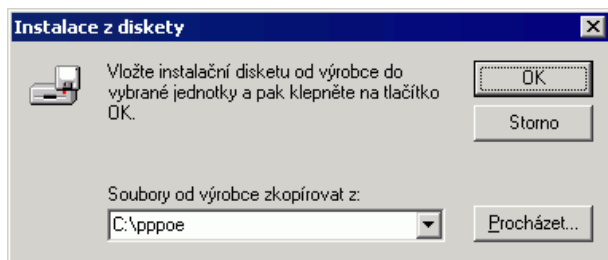 Instalace z diskety
Vložte instalační disketu od výrobce do
vybrané jednotky a pak klepněte na tlačítko
OK.
OK
Storno
Soubory od výrobce zkopírovat z:
C:\pppoe
Procházet...